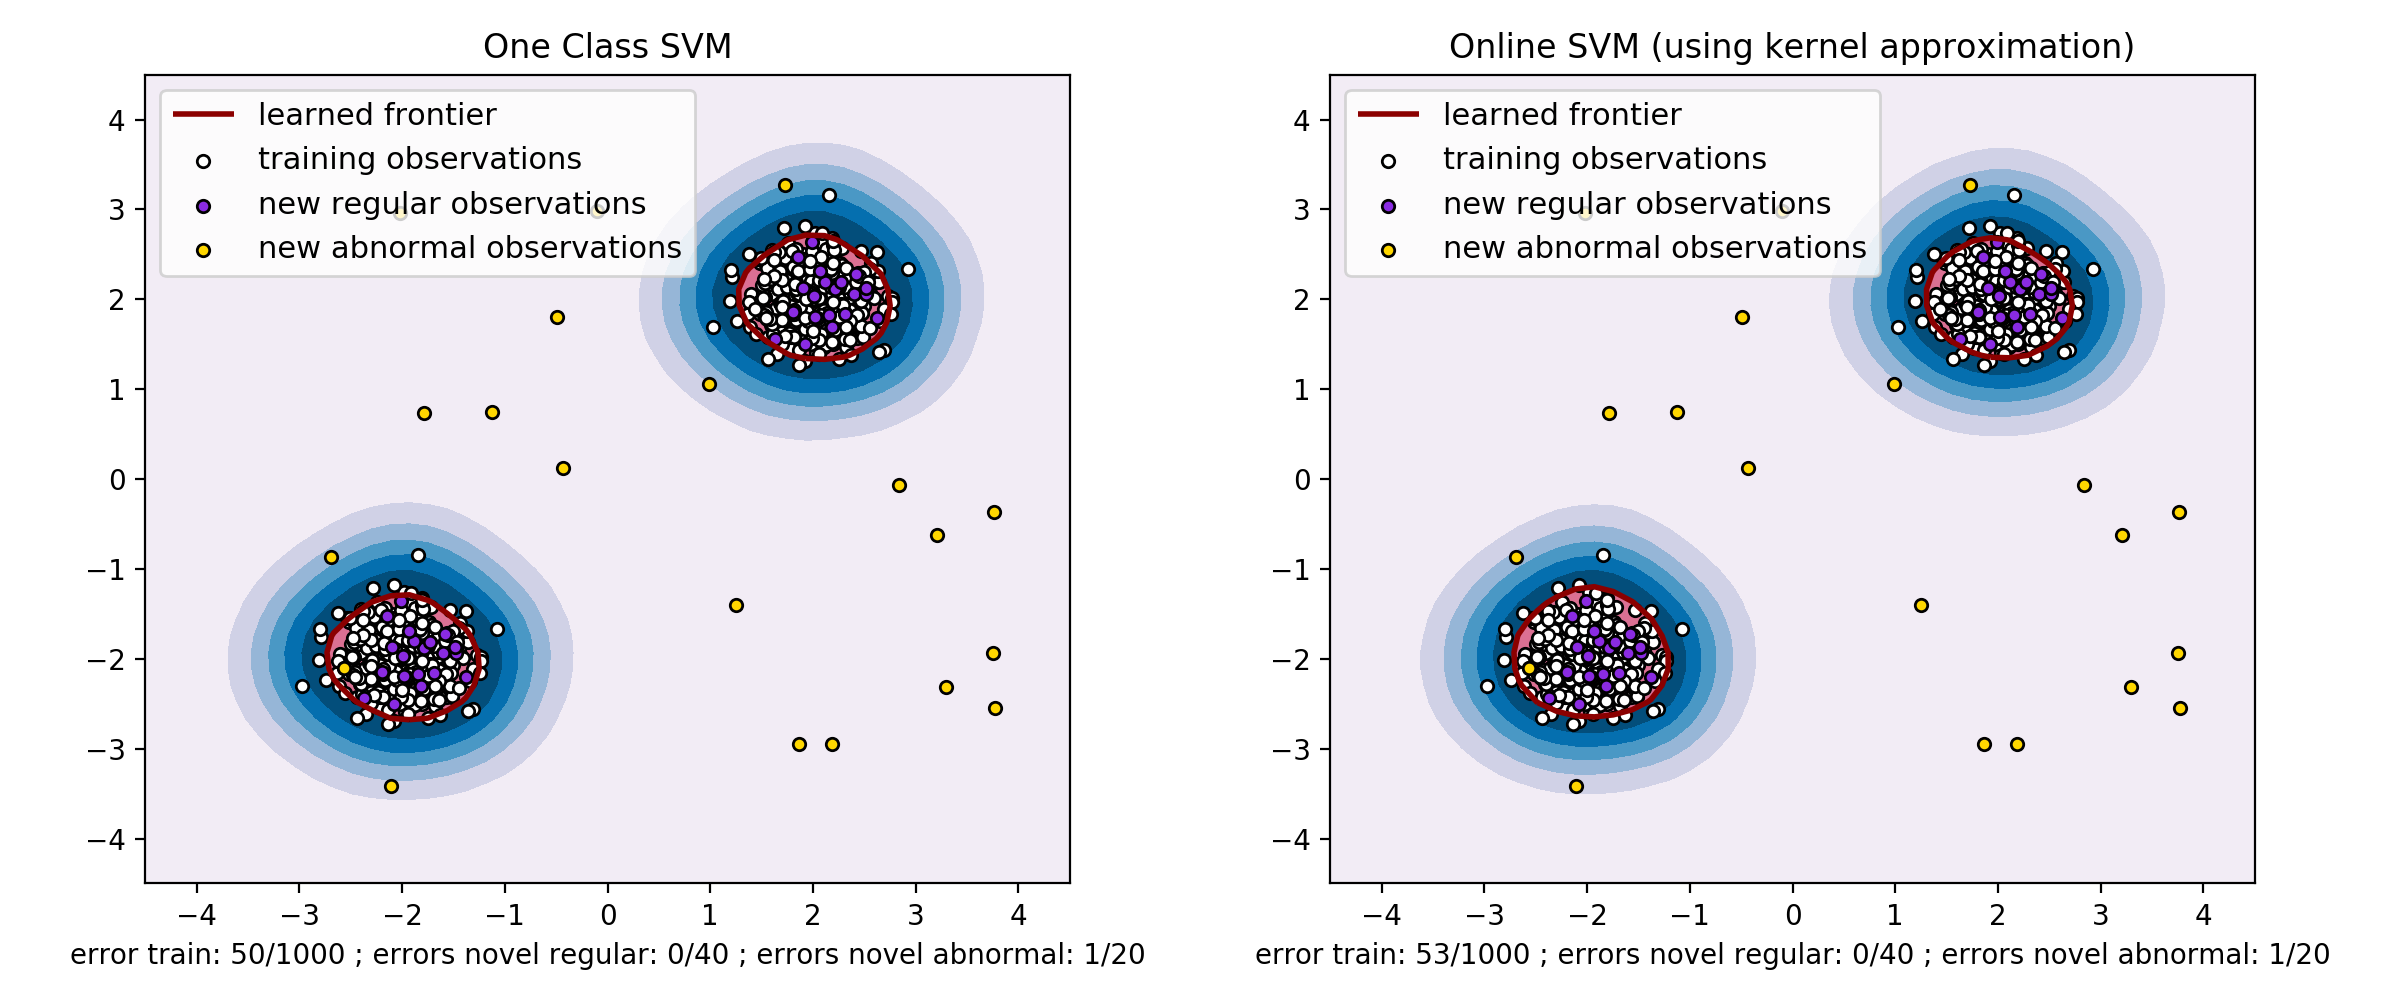 One Class SVM
learned frontier
training observations
new regular observations
new abnormal observations
4
3
2
1
0
−1
−2
−3
−4
−4 −3 −2 −1 0 1 2 3 4
error train: 50/1000 ; errors novel regular: 0/40 ; errors novel abnormal: 1/20
Online SVM (using kernel approximation)
learned frontier
training observations
new regular observations
new abnormal observations
4
3
2
1
0
−1
−2
−3
−4
−4 −3 −2 −1 0 1 2 3 4
error train: 53/1000 ; errors novel regular: 0/40 ; errors novel abnormal: 1/20